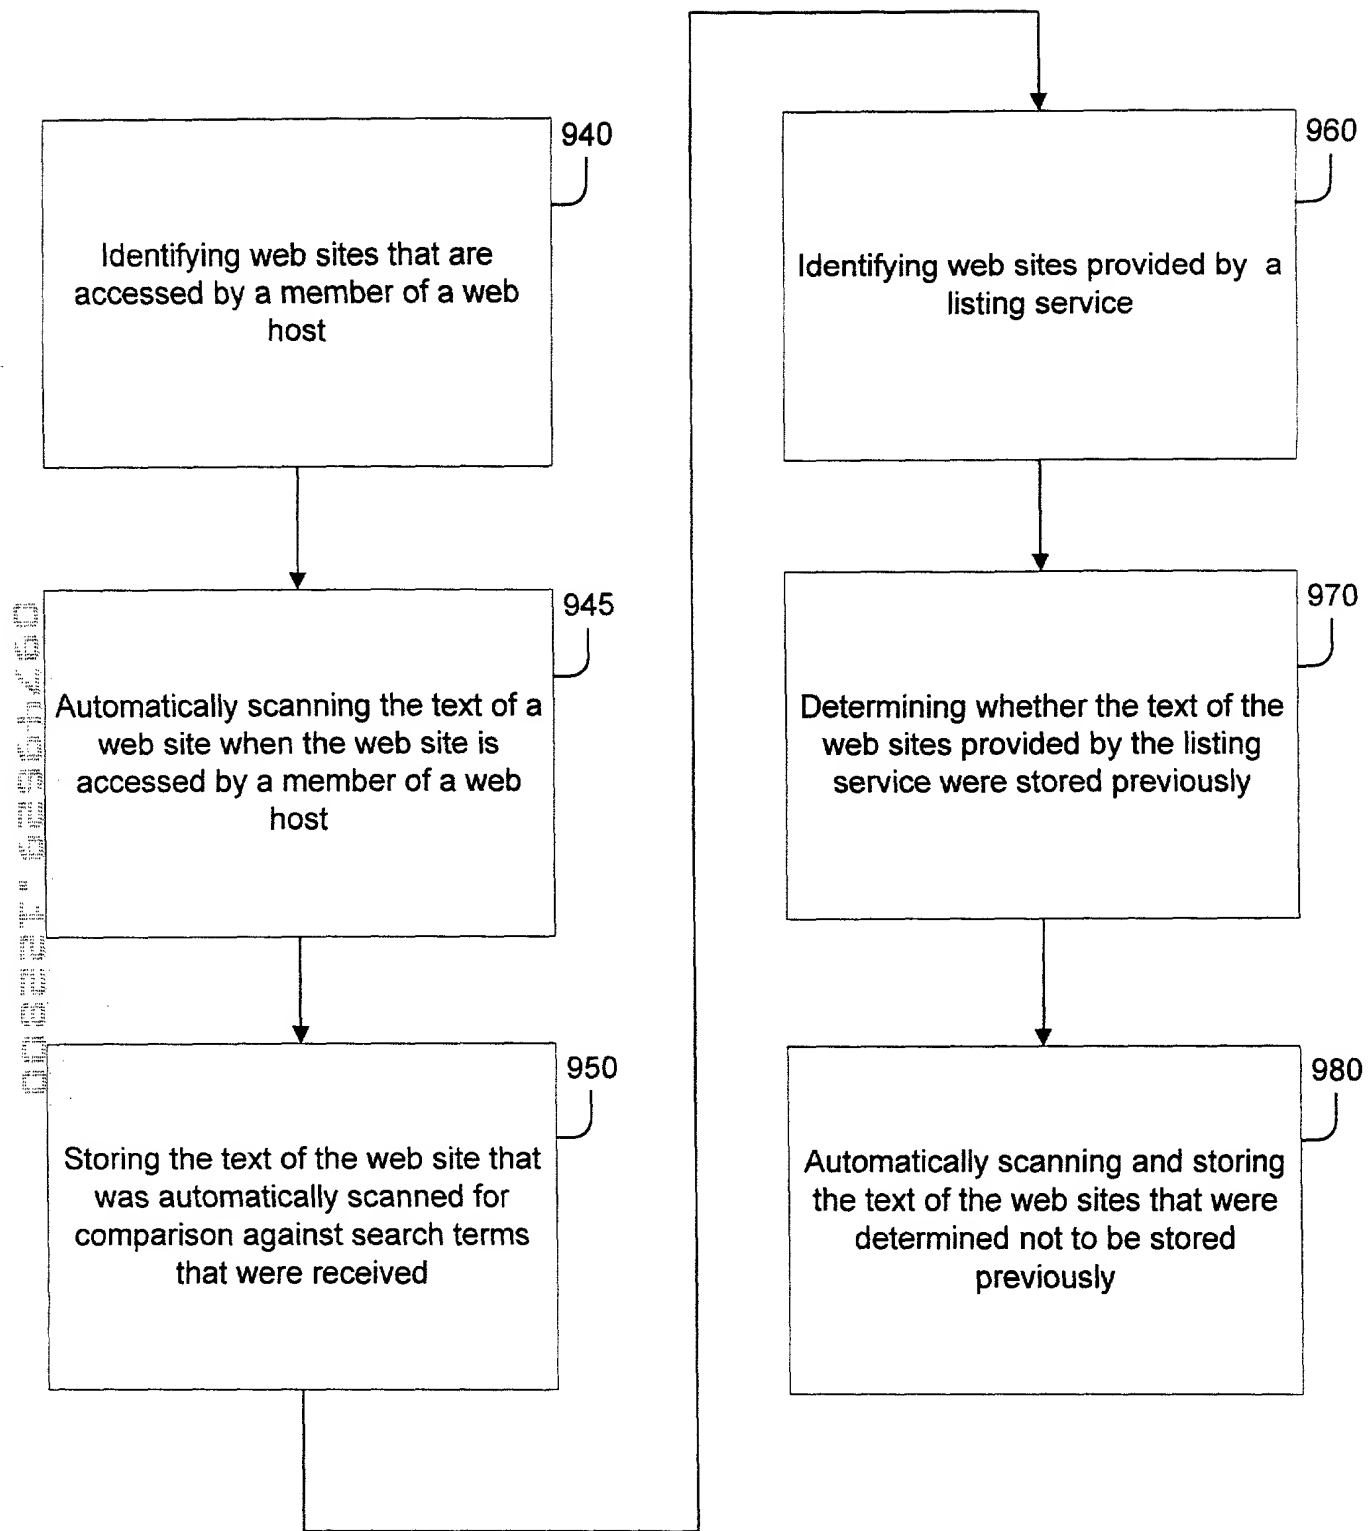 940
Identifying web sites that are
accessed by a member of a web
host
945
Automatically scanning the text of a
web site when the web site is
accessed by a member of a web
host
950
Storing the text of the web site that
was automatically scanned for
comparison against search terms
that were received
960
Identifying web sites provided by a
listing service
970
Determining whether the text of the
web sites provided by the listing
service were stored previously
980
Automatically scanning and storing
the text of the web sites that were
determined not to be stored
previously